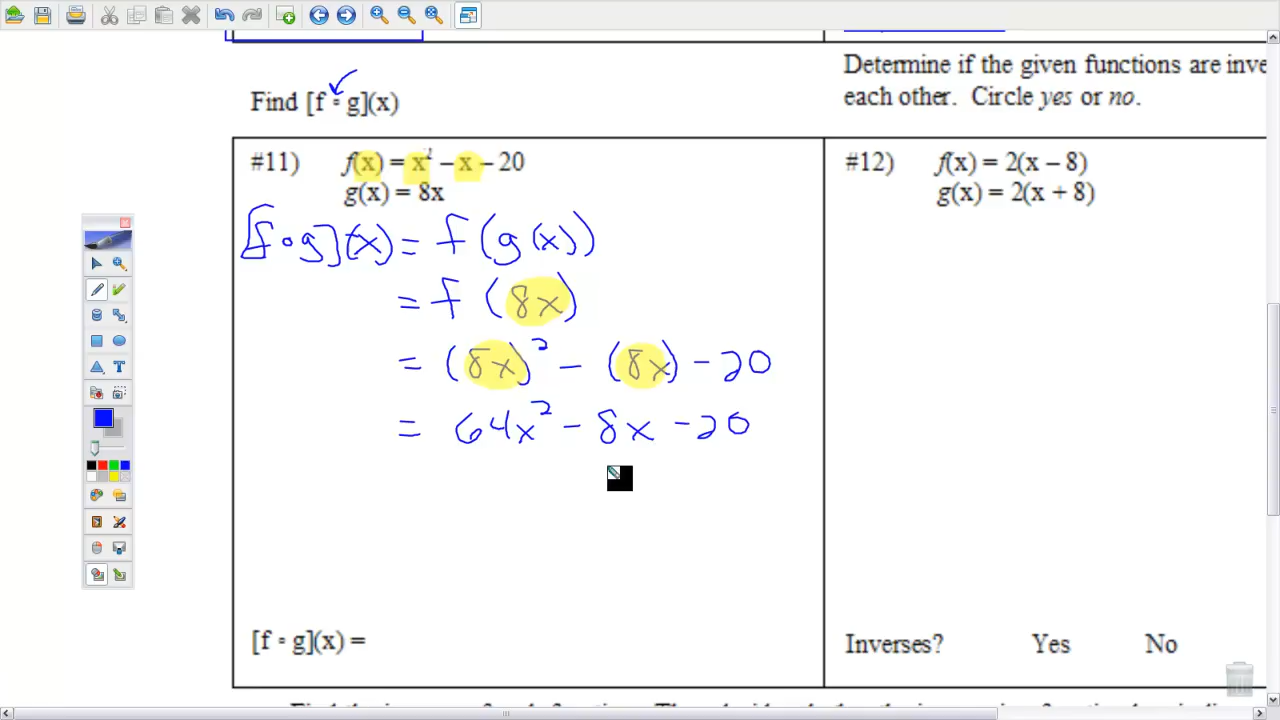 Find [f ∘ g](x)
Determine if the given functions are inve
each other. Circle yes or no.
#11) f(x) = x² – x – 20
g(x) = 8x
[f∘g](x) = f(g(x))
= f(8x)
= (8x)² – (8x) – 20
= 64x² – 8x – 20
[f ∘ g](x) =
#12) f(x) = 2(x – 8)
g(x) = 2(x + 8)
Inverses? Yes No